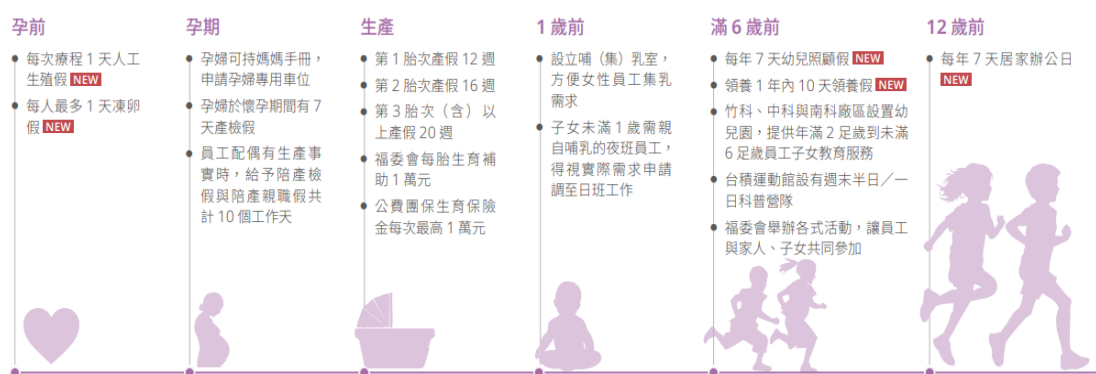 孕前
每次療程 1 天人工
生殖假 NEW
每人最多 1 天凍卵
假 NEW
孕期
孕婦可持媽媽手冊，
申請孕婦專用車位
孕婦於懷孕期間有 7
天產檢假
員工配偶有生產事
實時，給予陪產檢
假與陪產親職假共
計 10 個工作天
生產
第 1 胎次產假 12 週
第 2 胎次產假 16 週
第 3 胎次（含）以
上產假 20 週
福委會每胎生育補
助 1 萬元
公費團保生育保險
金每次最高 1 萬元
1 歲前
設立哺（集）乳室，
方便女性員工集乳
需求
子女未滿 1 歲需親
自哺乳的夜班員工，
得視實際需求申請
調至日班工作
滿 6 歲前
每年 7 天幼兒照顧假 NEW
領養 1 年內 10 天領養假 NEW
竹科、中科與南科廠區設置幼
兒園，提供年滿 2 足歲到未滿
6 足歲員工子女教育服務
台積運動館設有週末半日／一
日科普營隊
福委會舉辦各式活動，讓員工
與家人、子女共同參加
12 歲前
每年 7 天居家辦公日
NEW